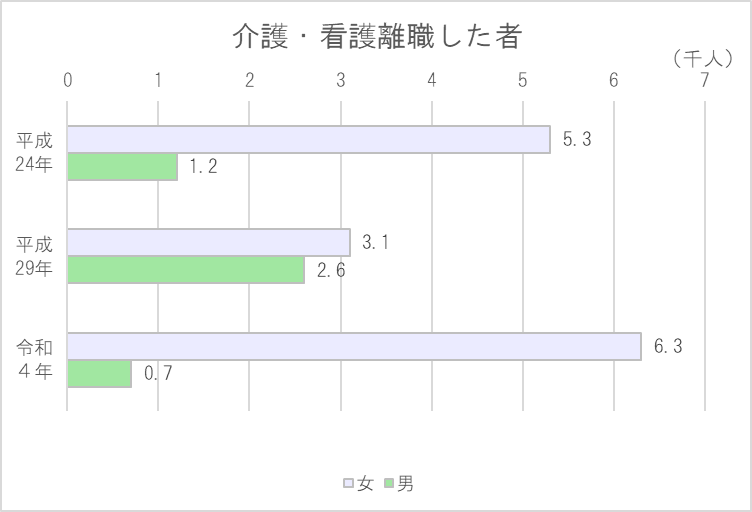 介護・看護離職した者
（千人）
0 1 2 3 4 5 6 7
平成
24年
5.3
1.2
平成
29年
3.1
2.6
令和
４年
6.3
0.7
女 男